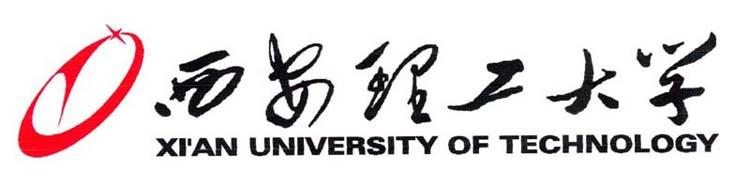 西安理工大学
XI'AN UNIVERSITY OF TECHNOLOGY